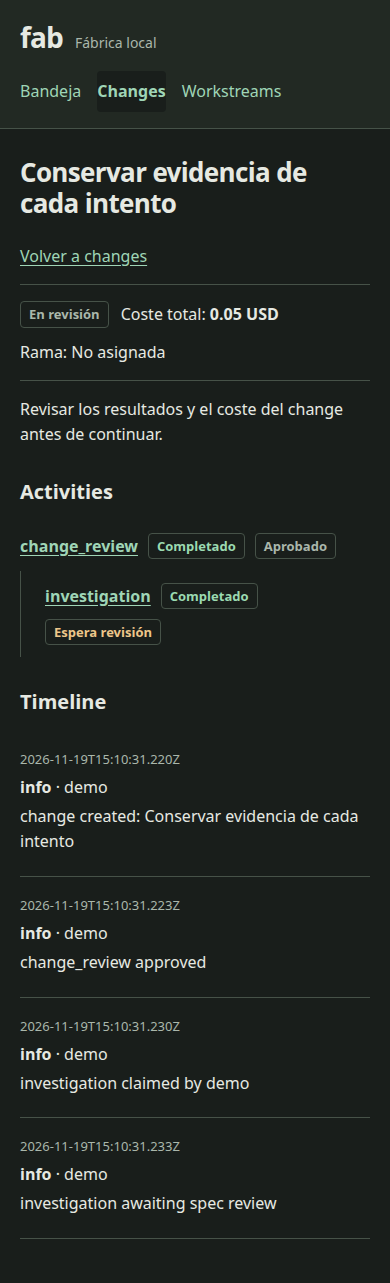 fab Fábrica local
Bandeja Changes Workstreams
Conservar evidencia de
cada intento
Volver a changes
En revisión Coste total: 0.05 USD
Rama: No asignada
Revisar los resultados y el coste del change
antes de continuar.
Activities
change_review Completado Aprobado
investigation Completado
Espera revisión
Timeline
2026-11-19T15:10:31.220Z
info · demo
change created: Conservar evidencia de cada
intento
2026-11-19T15:10:31.223Z
info · demo
change_review approved
2026-11-19T15:10:31.230Z
info · demo
investigation claimed by demo
2026-11-19T15:10:31.233Z
info · demo
investigation awaiting spec review